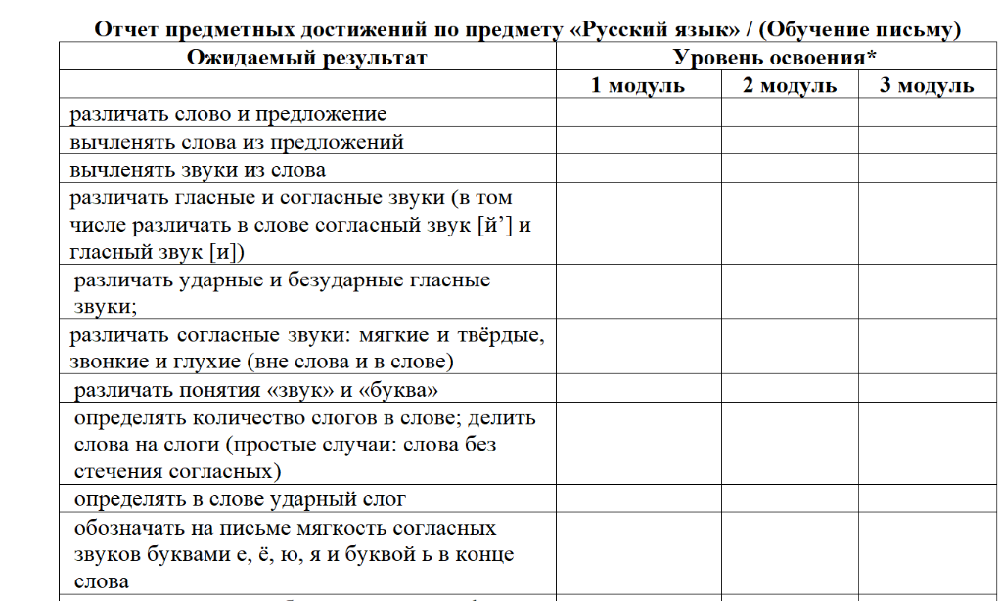 Отчет предметных достижений по предмету «Русский язык» / (Обучение письму)
Ожидаемый результат
Уровень освоения*
1 модуль
2 модуль
3 модуль
различать слово и предложение
вычленять слова из предложений
вычленять звуки из слова
различать гласные и согласные звуки (в том
числе различать в слове согласный звук [й’] и
гласный звук [и])
различать ударные и безударные гласные
звуки;
различать согласные звуки: мягкие и твёрдые,
звонкие и глухие (вне слова и в слове)
различать понятия «звук» и «буква»
определять количество слогов в слове; делить
слова на слоги (простые случаи: слова без
стечения согласных)
определять в слове ударный слог
обозначать на письме мягкость согласных
звуков буквами е, ё, ю, я и буквой ь в конце
слова